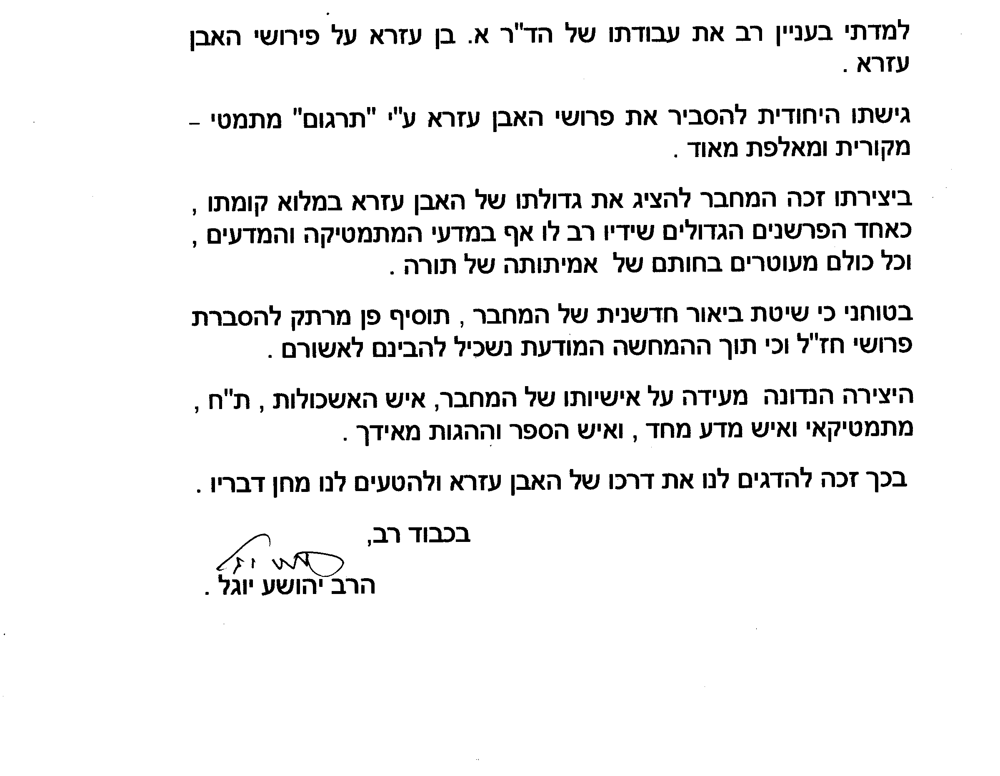 למדתי בעניין רב את עבודתו של הד"ר א. בן עזרא על פירושי האבן
עזרא .
גישתו היחודית להסביר את פרושי האבן עזרא ע"י "תרגום" מתמטי –
מקורית ומאלפת מאוד .
ביצירתו זכה המחבר להציג את גדולתו של האבן עזרא במלוא קומתו ,
כאחד הפרשנים הגדולים שידיו רב לו אף במדעי המתמטיקה והמדעים ,
וכל כולם מעוטרים בחותם של אמיתותה של תורה .
בטוחני כי שיטת ביאור חדשנית של המחבר , תוסיף פן מרתק להסברת
פרושי חז"ל וכי תוך ההמחשה המודעת נשכיל להבינם לאשורם .
היצירה הנדונה מעידה על אישיותו של המחבר, איש האשכולות , ת"ח ,
מתמטיקאי ואיש מדע מחד , ואיש הספר וההגות מאידך .
בכך זכה להדגים לנו את דרכו של האבן עזרא ולהטעים לנו מחן דבריו .
בכבוד רב,
הרב יהושע יוגל .